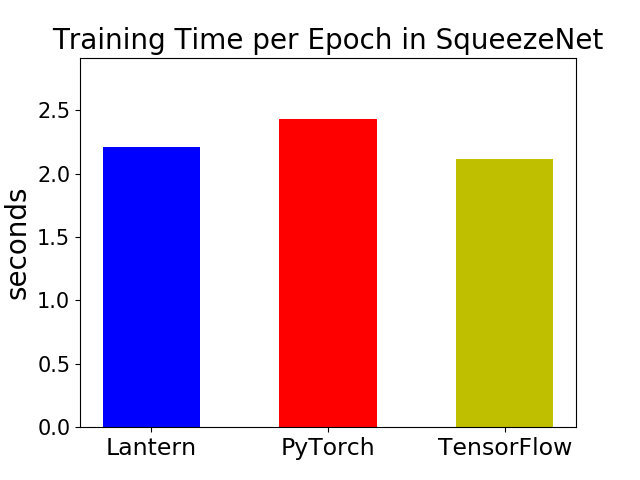 Training Time per Epoch in SqueezeNet
seconds
2.5
2.0
1.5
1.0
0.5
0.0
Lantern PyTorch TensorFlow